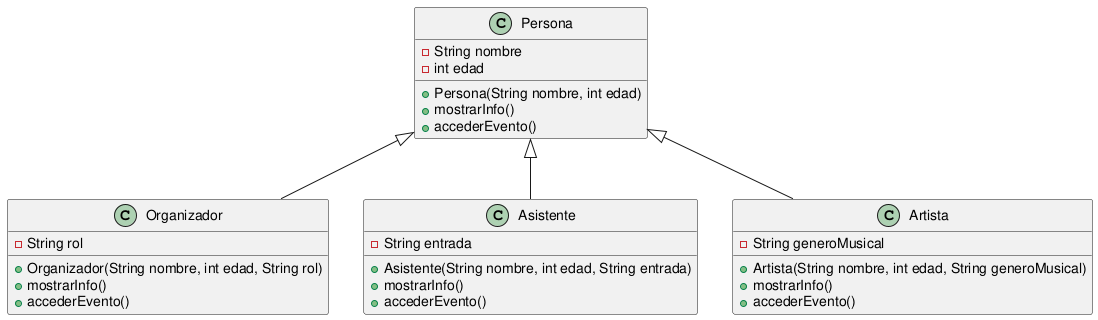 C Persona
String nombre
int edad
Persona(String nombre, int edad)
mostrarInfo()
accederEvento()
C Organizador
String rol
Organizador(String nombre, int edad, String rol)
mostrarInfo()
accederEvento()
C Asistente
String entrada
Asistente(String nombre, int edad, String entrada)
mostrarInfo()
accederEvento()
C Artista
String generoMusical
Artista(String nombre, int edad, String generoMusical)
mostrarInfo()
accederEvento()